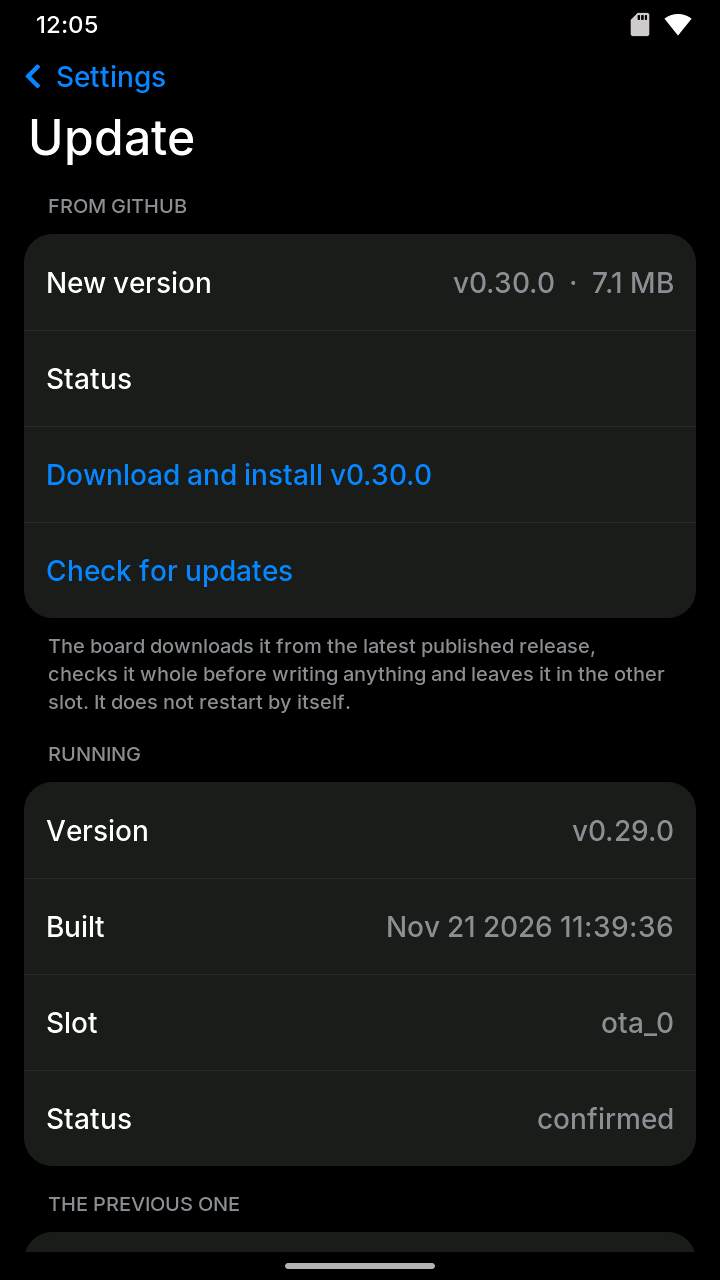 12:05
Settings
Update
FROM GITHUB
New version v0.30.0 · 7.1 MB
Status
Download and install v0.30.0
Check for updates
The board downloads it from the latest published release,
checks it whole before writing anything and leaves it in the other
slot. It does not restart by itself.
RUNNING
Version v0.29.0
Built Nov 21 2026 11:39:36
Slot ota_0
Status confirmed
THE PREVIOUS ONE